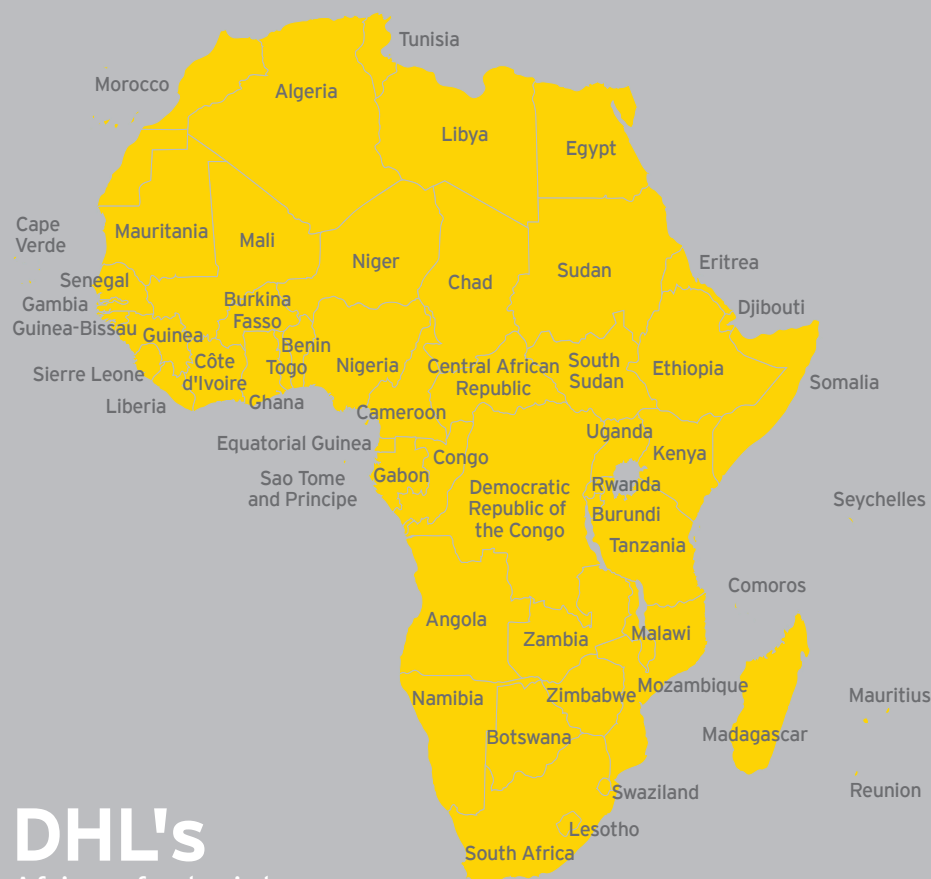 Tunisia
Morocco
Algeria
Libya
Egypt
Cape
Verde
Mauritania
Mali
Niger
Chad
Sudan
Eritrea
Senegal
Gambia
Guinea-Bissau
Guinea
Burkina
Fasso
Djibouti
Benin
Togo
Côte
d'Ivoire
Nigeria
Central African
Republic
South
Sudan
Ethiopia
Sierre Leone
Liberia
Ghana
Somalia
Cameroon
Equatorial Guinea
Uganda
Kenya
Congo
Gabon
Sao Tome
and Principe
Democratic
Republic of
the Congo
Rwanda
Burundi
Tanzania
Seychelles
Comoros
Angola
Zambia
Malawi
Namibia
Zimbabwe
Mozambique
Mauritius
Botswana
Madagascar
Swaziland
Reunion
Lesotho
South Africa
DHL's